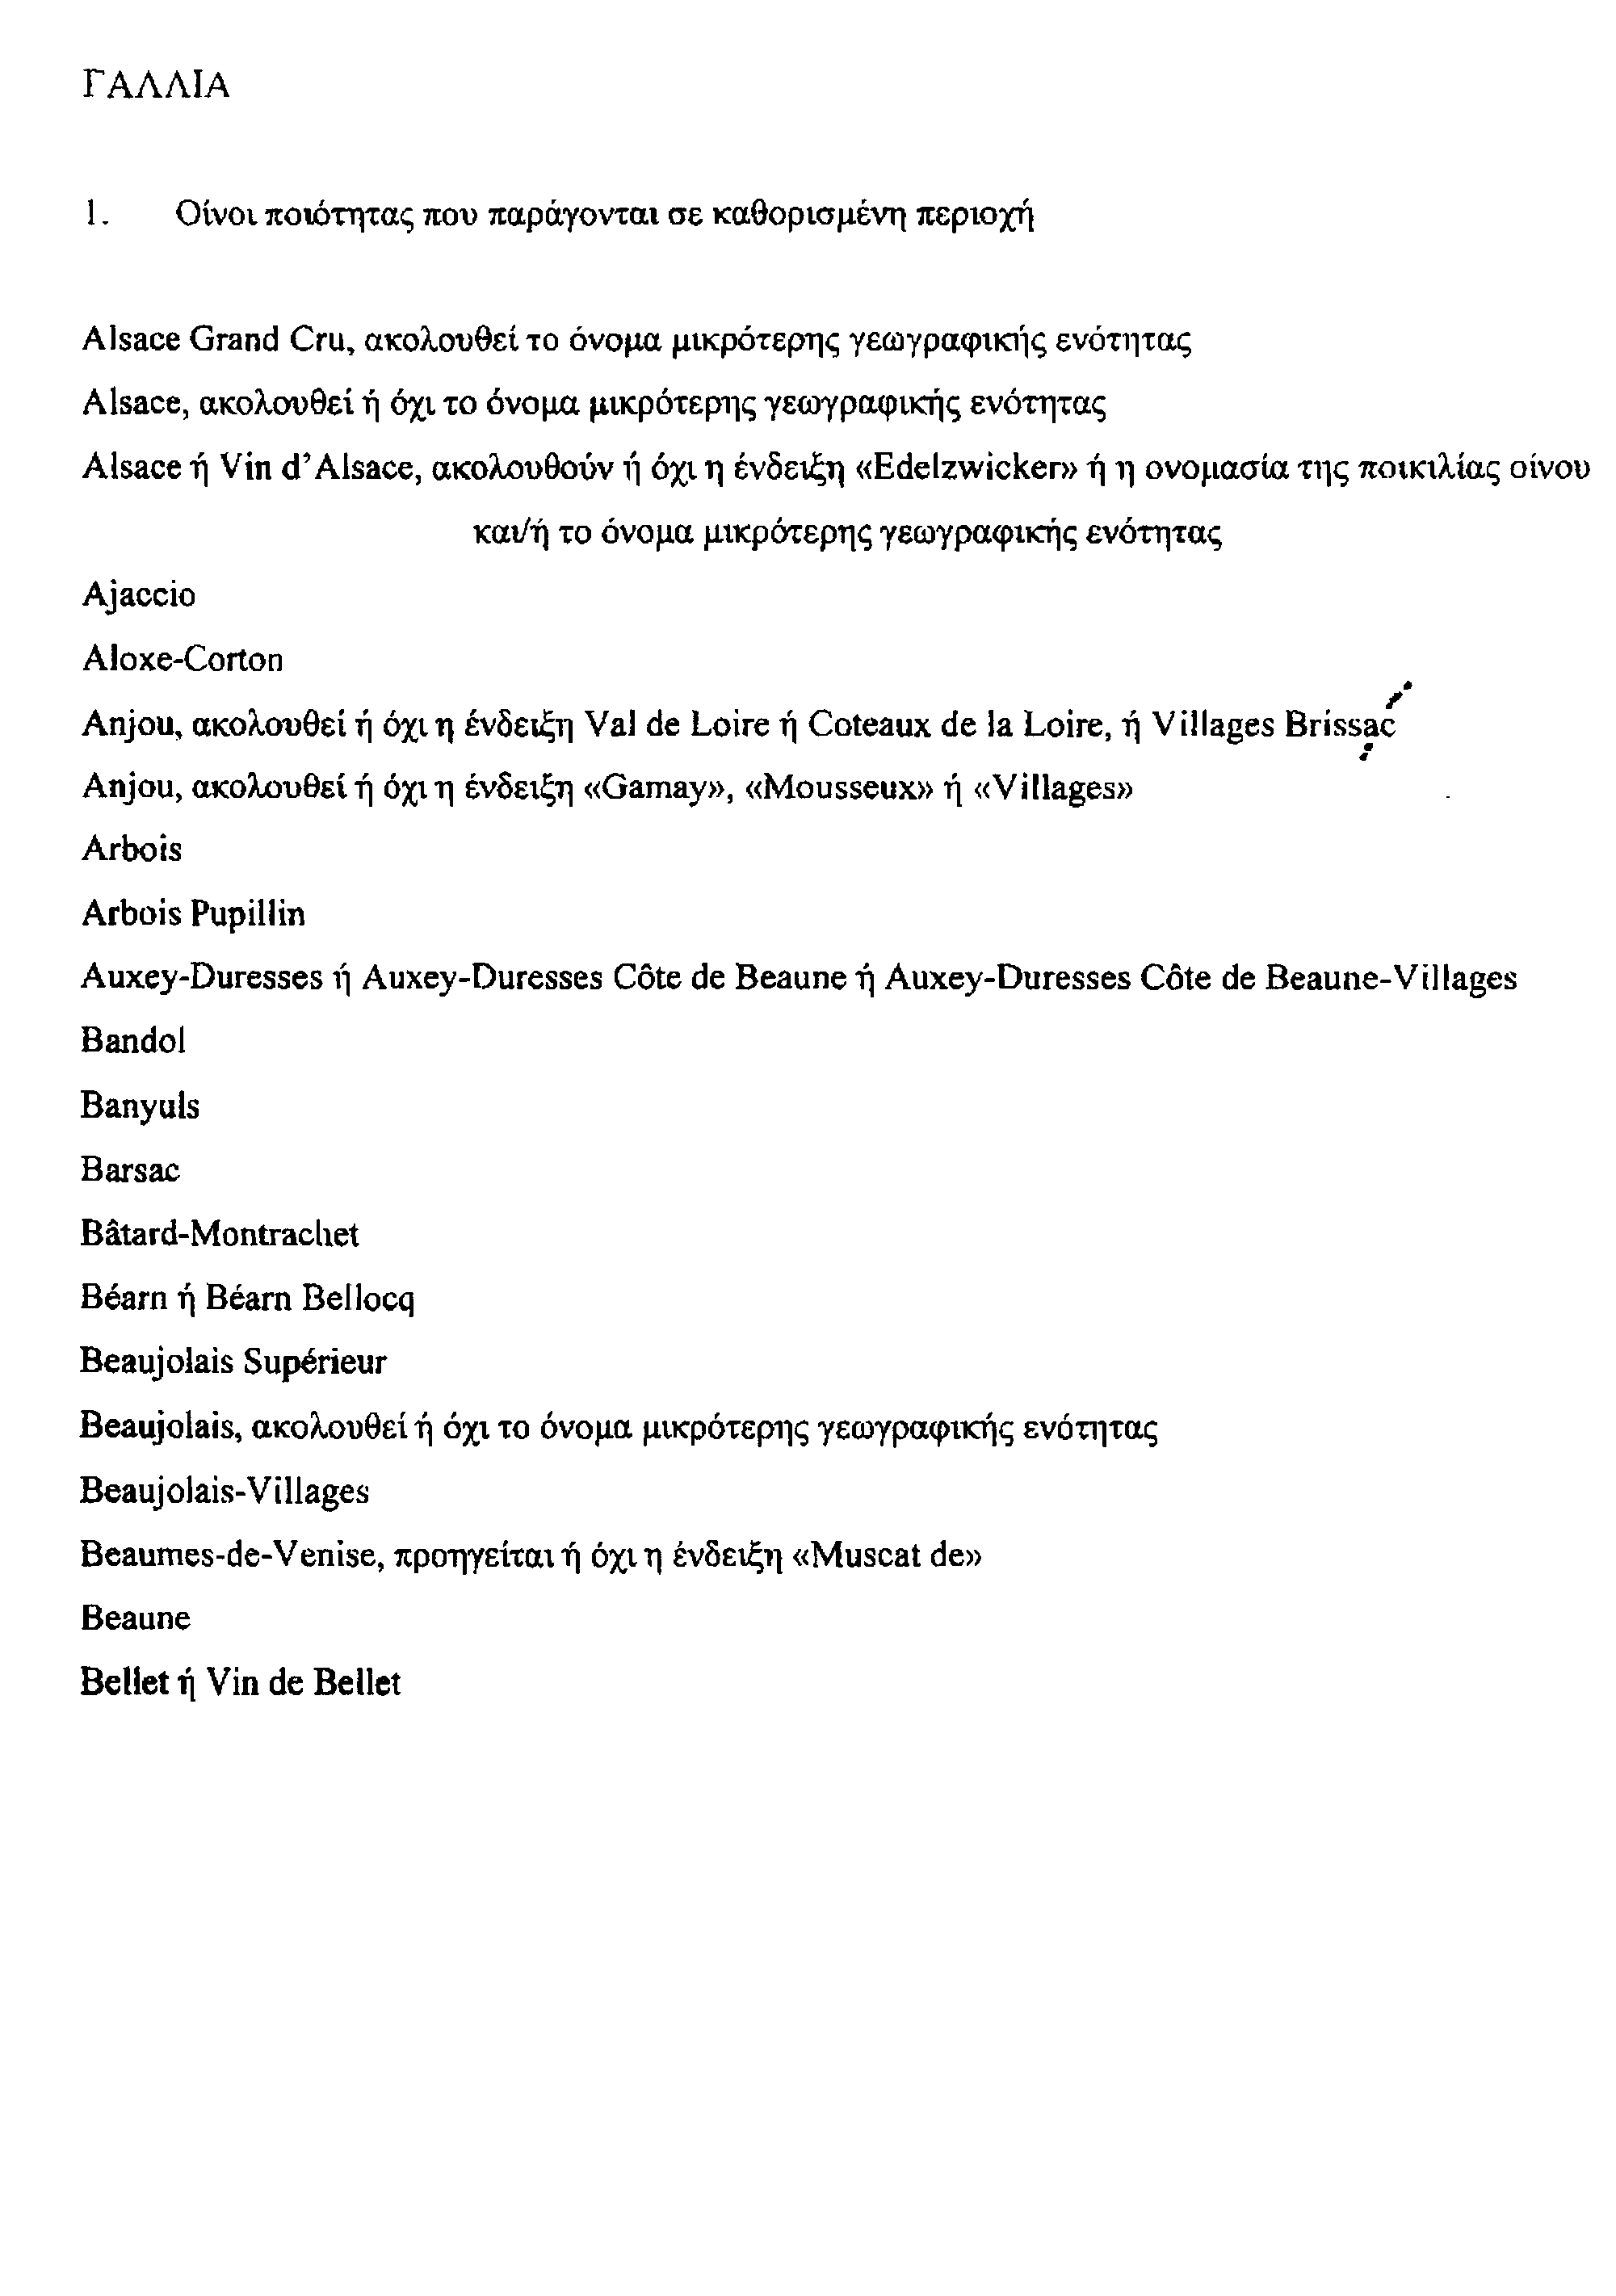 ΓΑΛΛΙΑ
1. Οίνοι ποιότητας που παράγονται σε καθορισμένη περιοχή
Alsace Grand Cru, ακολουθεί το όνομα μικρότερης γεωγραφικής ενότητας
Alsace, ακολουθεί ή όχι το όνομα μικρότερης γεωγραφικής ενότητας
Alsace ή Vin d’Alsace, ακολουθούν ή όχι η ένδειξη «Edelzwicker» ή η ονομασία της ποικιλίας οίνου
και/ή το όνομα μικρότερης γεωγραφικής ενότητας
Ajaccio
Aloxe-Corton
Anjou, ακολουθεί ή όχι η ένδειξη Val de Loire ή Coteaux de la Loire, ή Villages Brissac
Anjou, ακολουθεί ή όχι η ένδειξη «Gamay», «Mousseux» ή «Villages»
Arbois
Arbois Pupillin
Auxey-Duresses ή Auxey-Duresses Côte de Beaune ή Auxey-Duresses Côte de Beaune-Villages
Bandol
Banyuls
Barsac
Bâtard-Montrachet
Béarn ή Béarn Bellocq
Beaujolais Supérieur
Beaujolais, ακολουθεί ή όχι το όνομα μικρότερης γεωγραφικής ενότητας
Beaujolais-Villages
Beaumes-de-Venise, προηγείται ή όχι η ένδειξη «Muscat de»
Beaune
Bellet ή Vin de Bellet